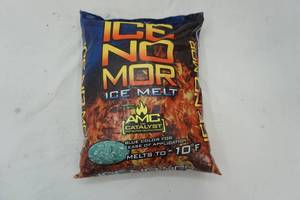 ICE
NO
MOR
ICE MELT
AMC
CATALYST
BLUE COLOR FOR
EASE OF APPLICATION
MELTS TO -10°F